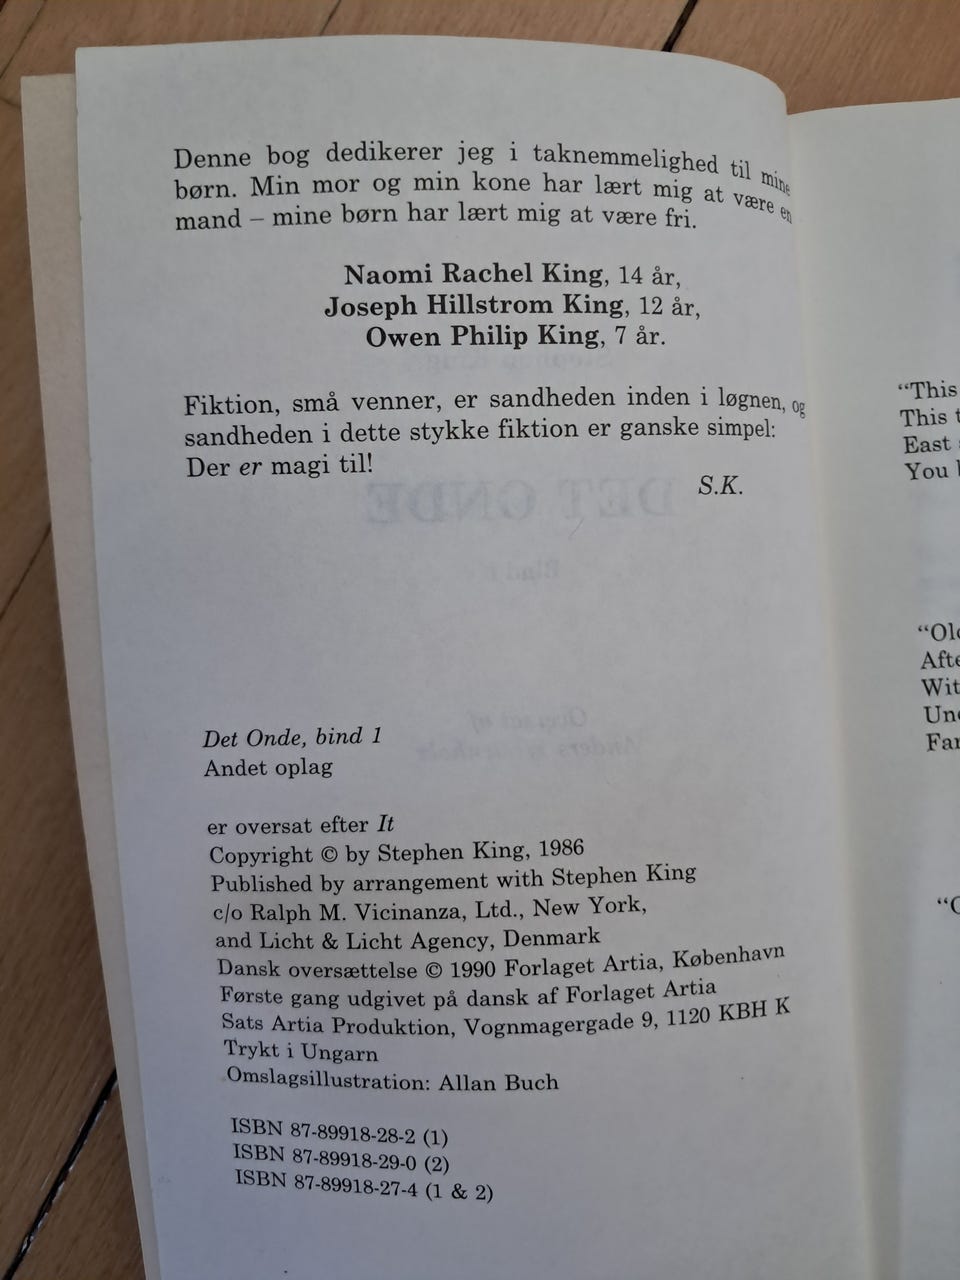 Denne bog dedikerer jeg i taknemmelighed til mine
børn. Min mor og min kone har lært mig at være en
mand – mine børn har lært mig at være fri.
Naomi Rachel King, 14 år,
Joseph Hillstrom King, 12 år,
Owen Philip King, 7 år.
Fiktion, små venner, er sandheden inden i løgnen, og
sandheden i dette stykke fiktion er ganske simpel:
Der er magi til!
S.K.
DET ONDE
Det Onde, bind 1
Andet oplag
er oversat efter It
Copyright © by Stephen King, 1986
Published by arrangement with Stephen King
c/o Ralph M. Vicinanza, Ltd., New York,
and Licht & Licht Agency, Denmark
Dansk oversættelse © 1990 Forlaget Artia, København
Første gang udgivet på dansk af Forlaget Artia
Sats Artia Produktion, Vognmagergade 9, 1120 KBH K
Trykt i Ungarn
Omslagsillustration: Allan Buch
ISBN 87-89918-28-2 (1)
ISBN 87-89918-29-0 (2)
ISBN 87-89918-27-4 (1 & 2)
“This
This
East
You